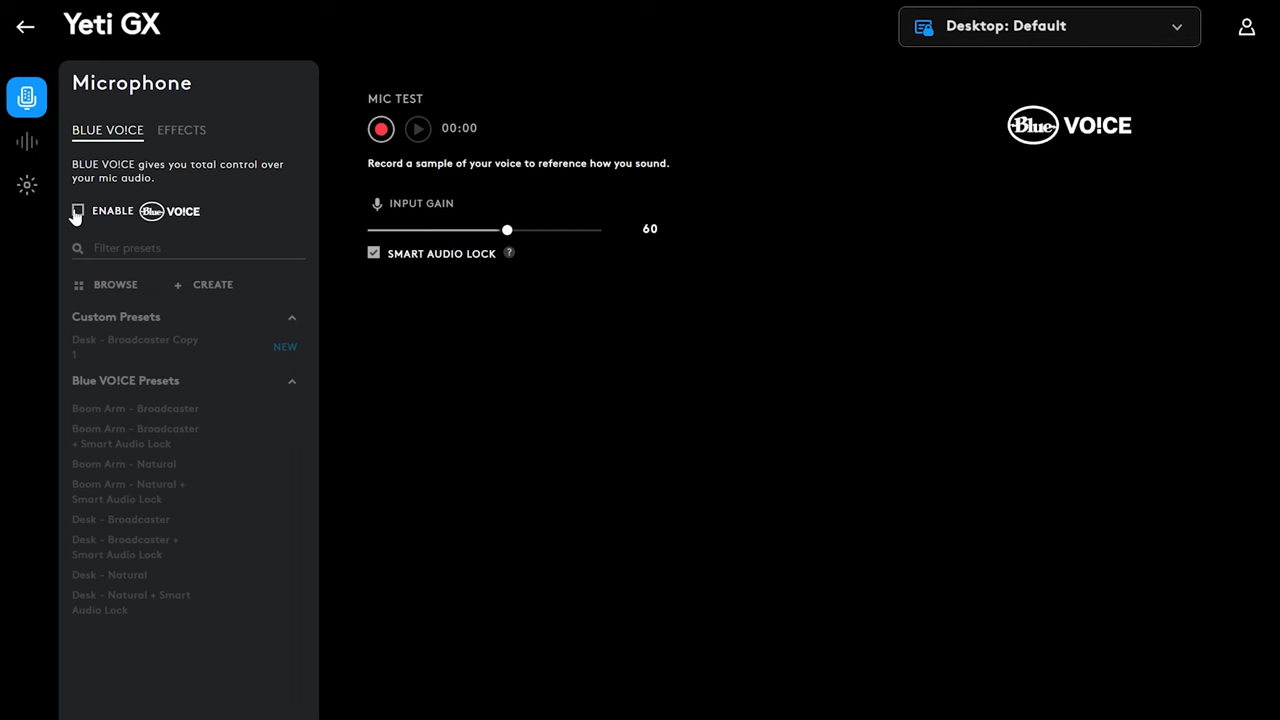 Yeti GX
Desktop: Default
Microphone
BLUE VO!CE EFFECTS
BLUE VO!CE gives you total control over
your mic audio.
ENABLE Blue VO!CE
Filter presets
BROWSE + CREATE
Custom Presets
Desk - Broadcaster Copy
1
NEW
Blue VO!CE Presets
Boom Arm - Broadcaster
Boom Arm - Broadcaster
+ Smart Audio Lock
Boom Arm - Natural
Boom Arm - Natural +
Smart Audio Lock
Desk - Broadcaster
Desk - Broadcaster +
Smart Audio Lock
Desk - Natural
Desk - Natural + Smart
Audio Lock
MIC TEST
00:00
Record a sample of your voice to reference how you sound.
INPUT GAIN
60
SMART AUDIO LOCK ?
Blue VO!CE